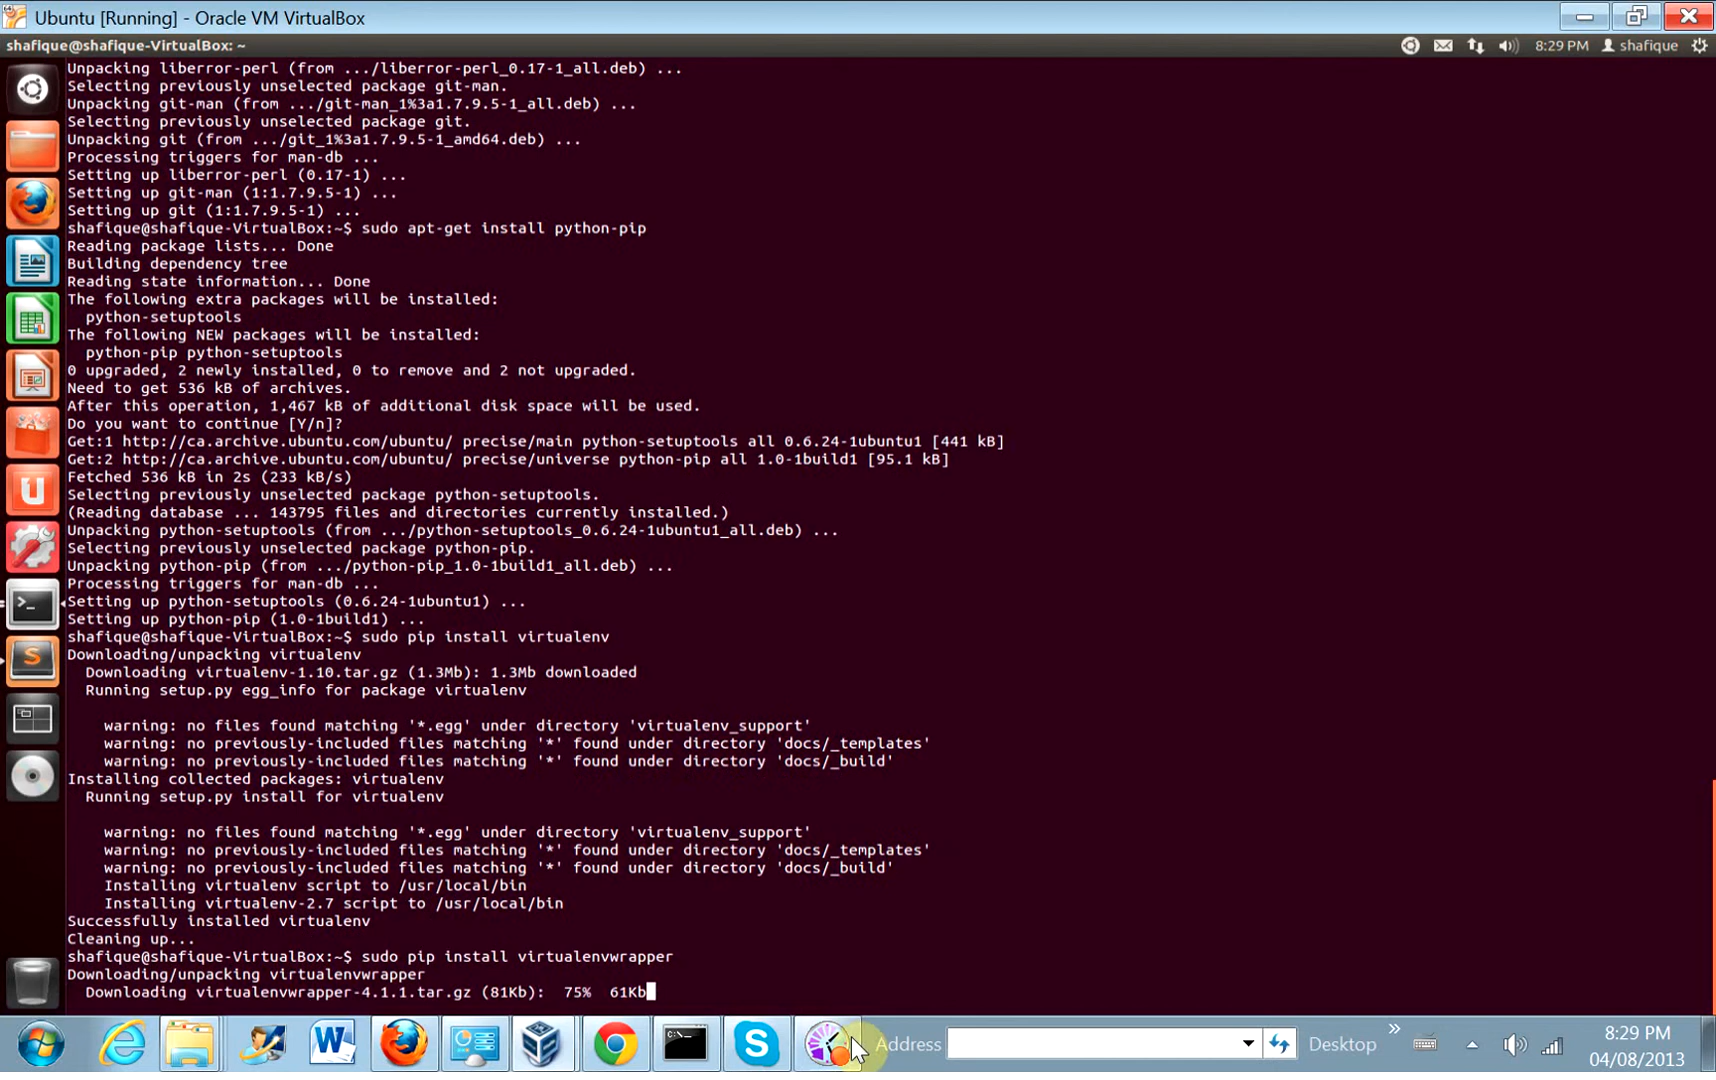 Ubuntu [Running] - Oracle VM VirtualBox
shafique@shafique-VirtualBox: ~
8:29 PM
shafique
Unpacking liberror-perl (from .../liberror-perl_0.17-1_all.deb) ...
Selecting previously unselected package git-man.
Unpacking git-man (from .../git-man_1%3a1.7.9.5-1_all.deb) ...
Selecting previously unselected package git.
Unpacking git (from .../git_1%3a1.7.9.5-1_amd64.deb) ...
Processing triggers for man-db ...
Setting up liberror-perl (0.17-1) ...
Setting up git-man (1:1.7.9.5-1) ...
Setting up git (1:1.7.9.5-1) ...
shafique@shafique-VirtualBox:~$ sudo apt-get install python-pip
Reading package lists... Done
Building dependency tree
Reading state information... Done
The following extra packages will be installed:
python-setuptools
The following NEW packages will be installed:
python-pip python-setuptools
0 upgraded, 2 newly installed, 0 to remove and 2 not upgraded.
Need to get 536 kB of archives.
After this operation, 1,467 kB of additional disk space will be used.
Do you want to continue [Y/n]?
Get:1 http://ca.archive.ubuntu.com/ubuntu/ precise/main python-setuptools all 0.6.24-1ubuntu1 [441 kB]
Get:2 http://ca.archive.ubuntu.com/ubuntu/ precise/universe python-pip all 1.0-1build1 [95.1 kB]
Fetched 536 kB in 2s (233 kB/s)
Selecting previously unselected package python-setuptools.
(Reading database ... 143795 files and directories currently installed.)
Unpacking python-setuptools (from .../python-setuptools_0.6.24-1ubuntu1_all.deb) ...
Selecting previously unselected package python-pip.
Unpacking python-pip (from .../python-pip_1.0-1build1_all.deb) ...
Processing triggers for man-db ...
Setting up python-setuptools (0.6.24-1ubuntu1) ...
Setting up python-pip (1.0-1build1) ...
shafique@shafique-VirtualBox:~$ sudo pip install virtualenv
Downloading/unpacking virtualenv
Downloading virtualenv-1.10.tar.gz (1.3Mb): 1.3Mb downloaded
Running setup.py egg_info for package virtualenv
warning: no files found matching '*.egg' under directory 'virtualenv_support'
warning: no previously-included files matching '*' found under directory 'docs/_templates'
warning: no previously-included files matching '*' found under directory 'docs/_build'
Installing collected packages: virtualenv
Running setup.py install for virtualenv
warning: no files found matching '*.egg' under directory 'virtualenv_support'
warning: no previously-included files matching '*' found under directory 'docs/_templates'
warning: no previously-included files matching '*' found under directory 'docs/_build'
Installing virtualenv script to /usr/local/bin
Installing virtualenv-2.7 script to /usr/local/bin
Successfully installed virtualenv
Cleaning up...
shafique@shafique-VirtualBox:~$ sudo pip install virtualenvwrapper
Downloading/unpacking virtualenvwrapper
Downloading virtualenvwrapper-4.1.1.tar.gz (81Kb): 75% 61Kb
Address
Desktop
8:29 PM
04/08/2013